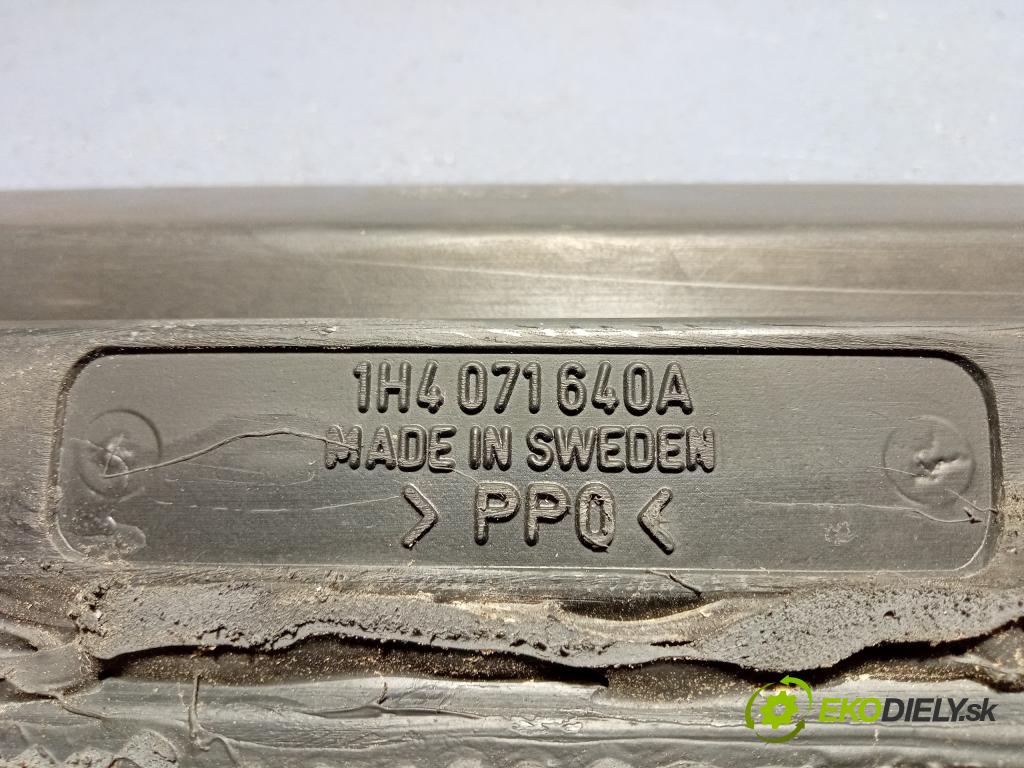 1H4 071 640A
MADE IN SWEDEN
> PPO <
EKODIELY.sk